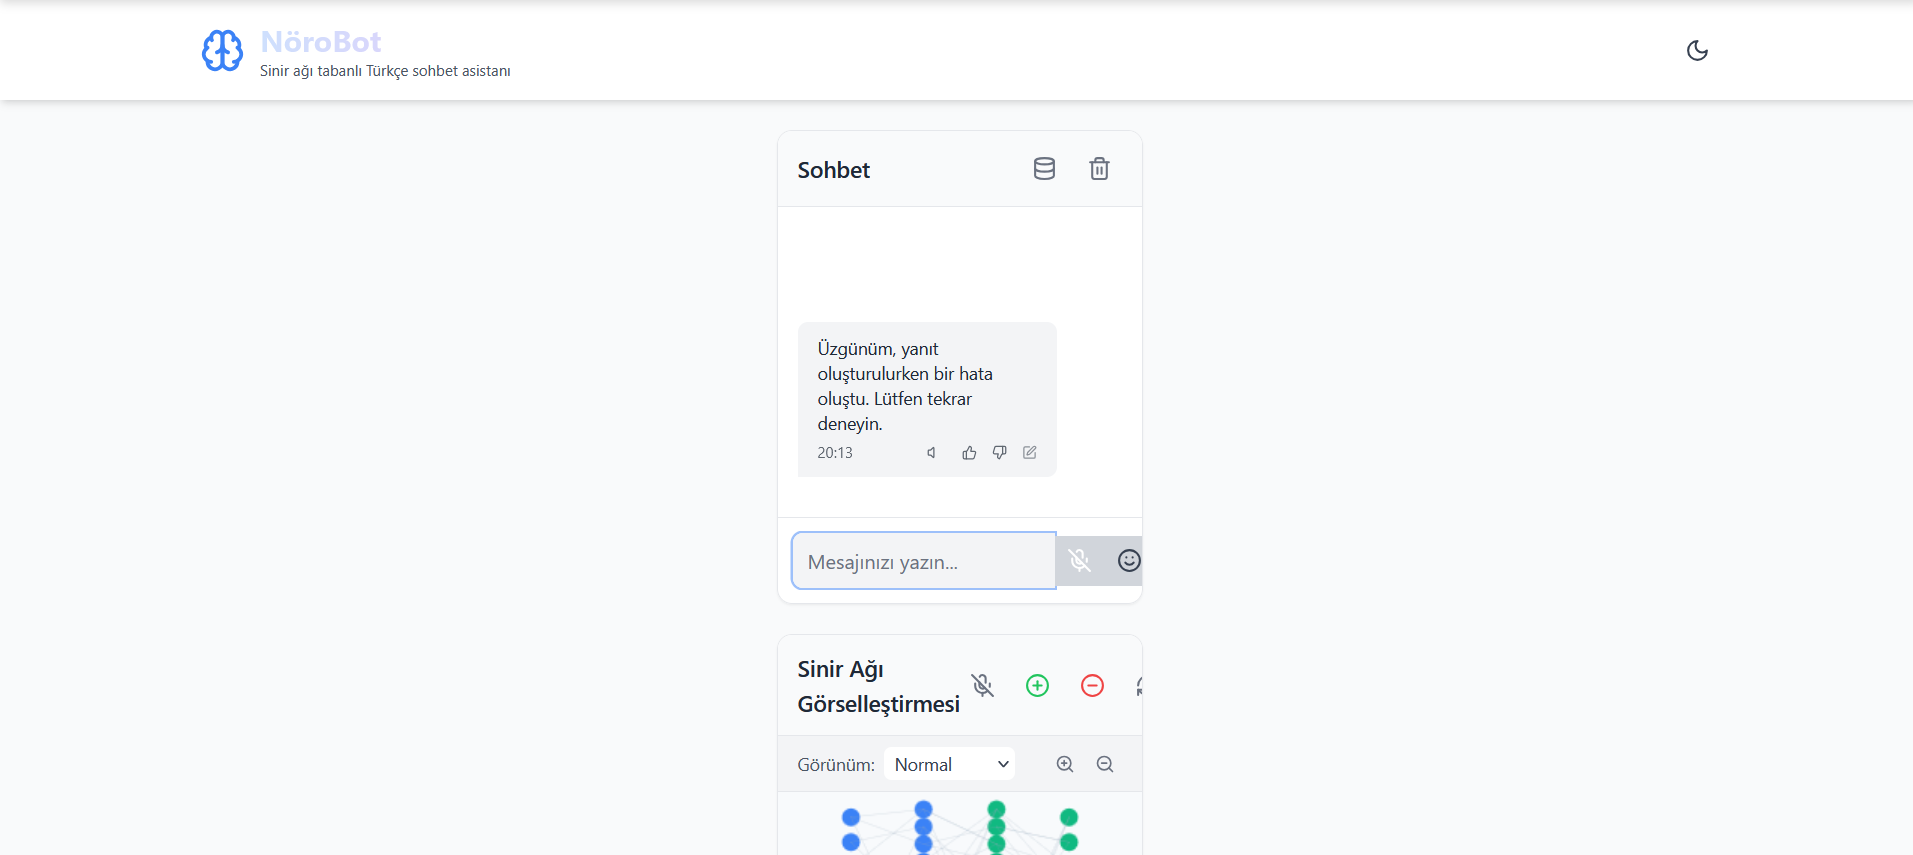 NöroBot
Sinir ağı tabanlı Türkçe sohbet asistanı
Sohbet
Üzgünüm, yanıt
oluşturulurken bir hata
oluştu. Lütfen tekrar
deneyin.
20:13
Mesajınızı yazın...
Sinir Ağı
Görselleştirmesi
Görünüm:
Normal